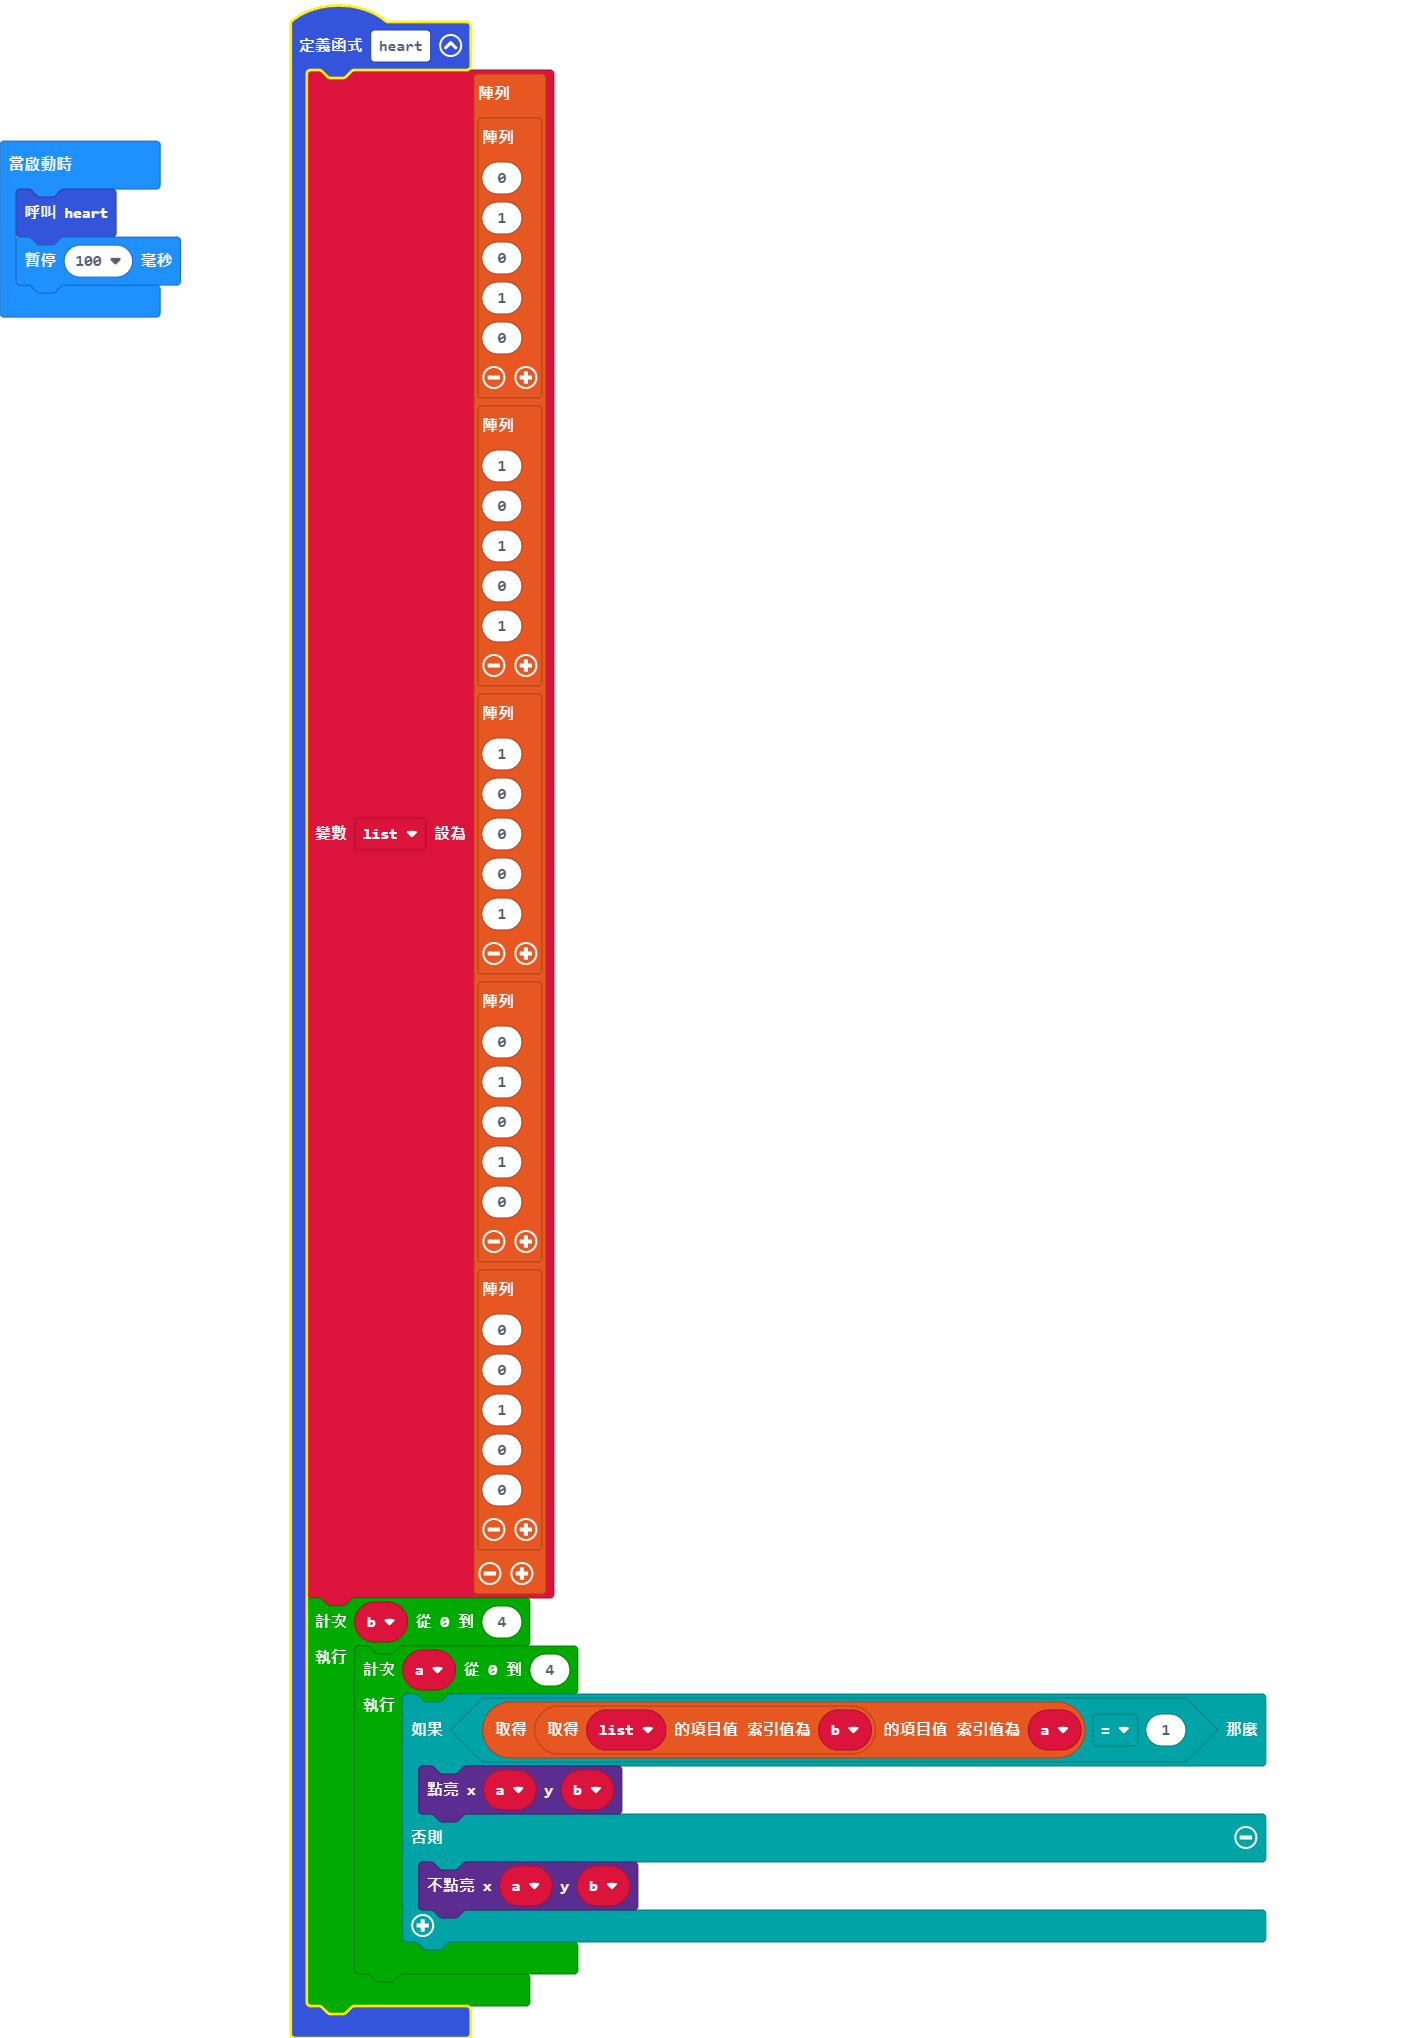 當啟動時
呼叫 heart
暫停 100 毫秒
定義函式 heart
變數 list 設為
陣列
陣列
0
1
0
1
0
陣列
1
0
1
0
1
陣列
1
0
0
0
1
陣列
0
1
0
1
0
陣列
0
0
1
0
0
計次 b 從 0 到 4
執行
計次 a 從 0 到 4
執行
如果 取得 取得 list 的項目值 索引值為 b 的項目值 索引值為 a = 1 那麼
點亮 x a y b
否則
不點亮 x a y b